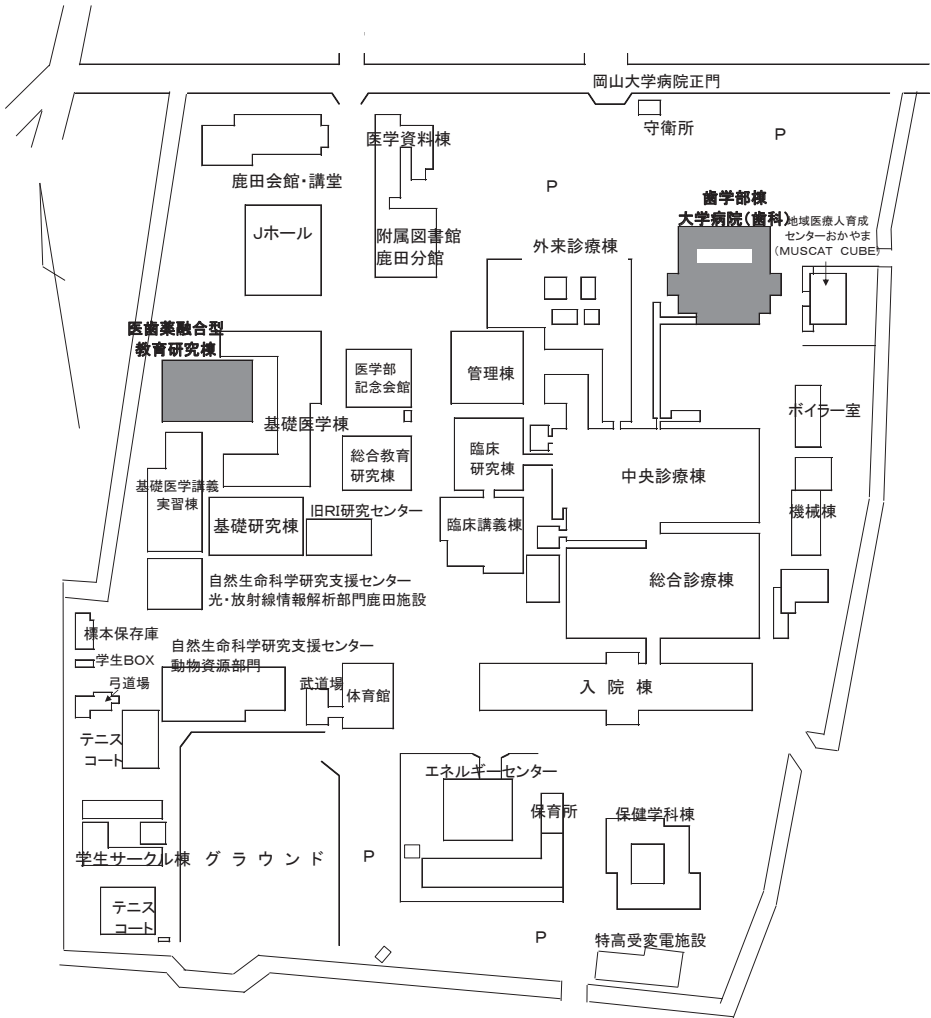 岡山大学病院正門
守衛所
P
医学資料棟
鹿田会館・講堂
P
歯学部棟
大学病院(歯科)
地域医療人育成
センターおかやま
(MUSCAT CUBE)
Jホール
附属図書館
鹿田分館
外来診療棟
医歯薬融合型
教育研究棟
医学部
記念会館
管理棟
ボイラー室
基礎医学棟
総合教育
研究棟
臨床
研究棟
中央診療棟
基礎医学講義
実習棟
旧RI研究センター
基礎研究棟
臨床講義棟
機械棟
自然生命科学研究支援センター
光・放射線情報解析部門鹿田施設
総合診療棟
標本保存庫
学生BOX
自然生命科学研究支援センター
動物資源部門
弓道場
武道場
体育館
入院棟
テニス
コート
エネルギーセンター
保育所
保健学科棟
学生サークル棟
グラウンド
P
テニス
コート
P
特高受変電施設